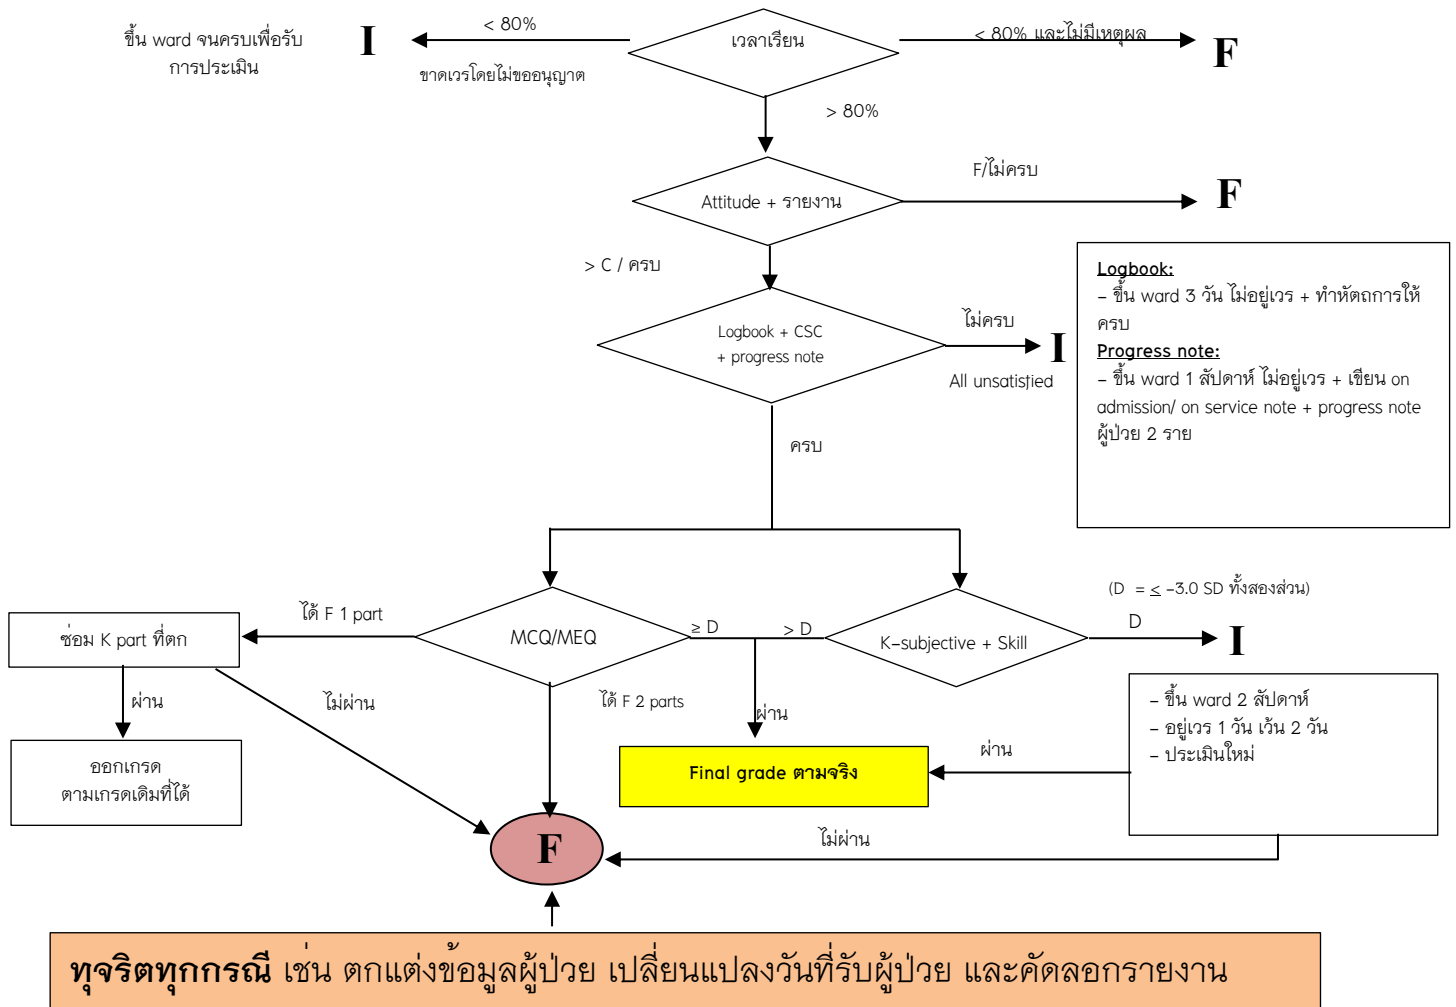 < 80%
ขึ้น ward จนครบเพื่อรับ
การประเมิน
I
ขาดเวรโดยไม่ขออนุญาต
เวลาเรียน
< 80% และไม่มีเหตุผล
F
> 80%
Attitude + รายงาน
F/ไม่ครบ
F
> C / ครบ
Logbook + CSC
+ progress note
ไม่ครบ
I
All unsatisfied
Logbook:
– ขึ้น ward 3 วัน ไม่อยู่เวร + ทำหัตถการให้
ครบ
Progress note:
– ขึ้น ward 1 สัปดาห์ ไม่อยู่เวร + เขียน on
admission/ on service note + progress note
ผู้ป่วย 2 ราย
ครบ
(D = ≤ –3.0 SD ทั้งสองส่วน)
ซ่อม K part ที่ตก
ได้ F 1 part
MCQ/MEQ
≥ D
> D
K–subjective + Skill
D
I
ผ่าน
ไม่ผ่าน
ได้ F 2 parts
ผ่าน
– ขึ้น ward 2 สัปดาห์
– อยู่เวร 1 วัน เว้น 2 วัน
– ประเมินใหม่
ออกเกรด
ตามเกรดเดิมที่ได้
Final grade ตามจริง
ผ่าน
F
ไม่ผ่าน
ทุจริตทุกกรณี เช่น ตกแต่งข้อมูลผู้ป่วย เปลี่ยนแปลงวันที่รับผู้ป่วย และคัดลอกรายงาน